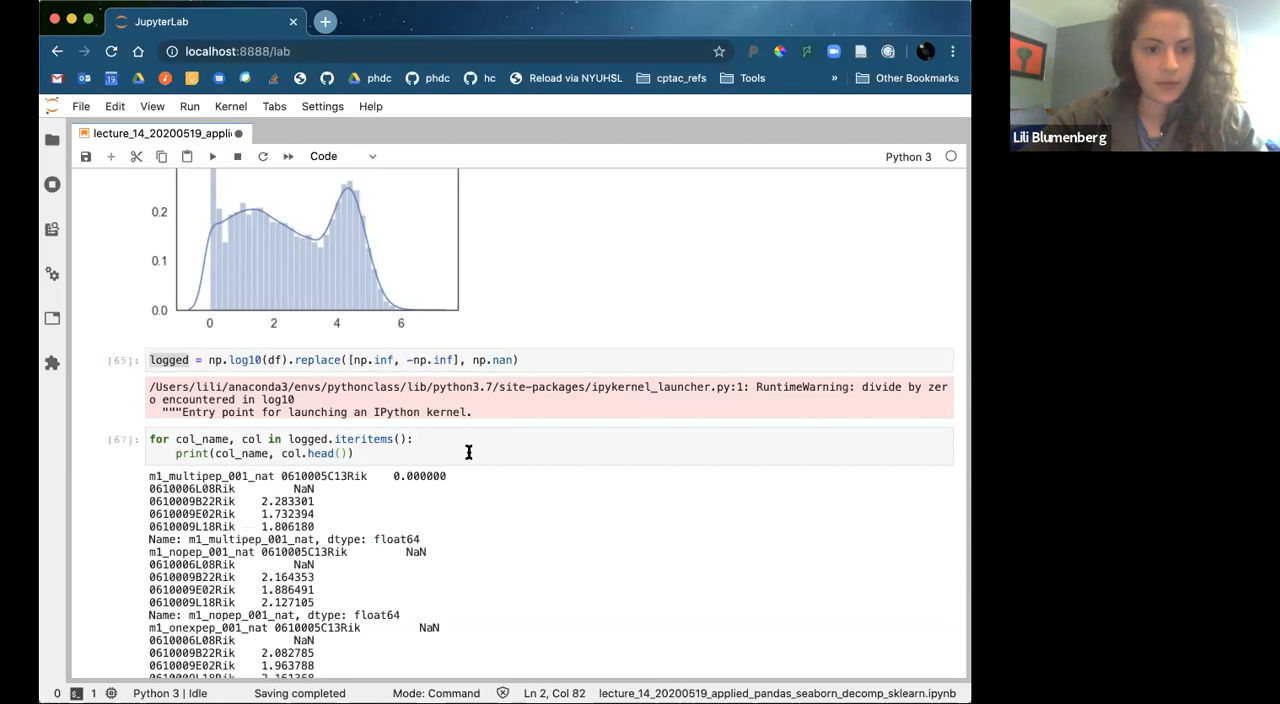 JupyterLab
localhost:8888/lab
phdc
phdc
hc
Reload via NYUHSL
cptac_refs
Tools
»
Other Bookmarks
File Edit View Run Kernel Tabs Settings Help
lecture_14_20200519_appli
Code
Python 3
0.2
0.1
0.0
0 2 4 6
[65]: logged = np.log10(df).replace([np.inf, -np.inf], np.nan)
/Users/lili/anaconda3/envs/pythonclass/lib/python3.7/site-packages/ipykernel_launcher.py:1: RuntimeWarning: divide by zer
o encountered in log10
"""Entry point for launching an IPython kernel.
[67]: for col_name, col in logged.iteritems():
print(col_name, col.head())
m1_multipep_001_nat 0610005C13Rik 0.000000
0610006L08Rik NaN
0610009B22Rik 2.283301
0610009E02Rik 1.732394
0610009L18Rik 1.806180
Name: m1_multipep_001_nat, dtype: float64
m1_nopep_001_nat 0610005C13Rik NaN
0610006L08Rik NaN
0610009B22Rik 2.164353
0610009E02Rik 1.886491
0610009L18Rik 2.127105
Name: m1_nopep_001_nat, dtype: float64
m1_onexpep_001_nat 0610005C13Rik NaN
0610006L08Rik NaN
0610009B22Rik 2.082785
0610009E02Rik 1.963788
0610009L18Rik 2.161368
0 1 Python 3 | Idle Saving completed Mode: Command Ln 2, Col 82 lecture_14_20200519_applied_pandas_seaborn_decomp_sklearn.ipynb
Lili Blumenberg